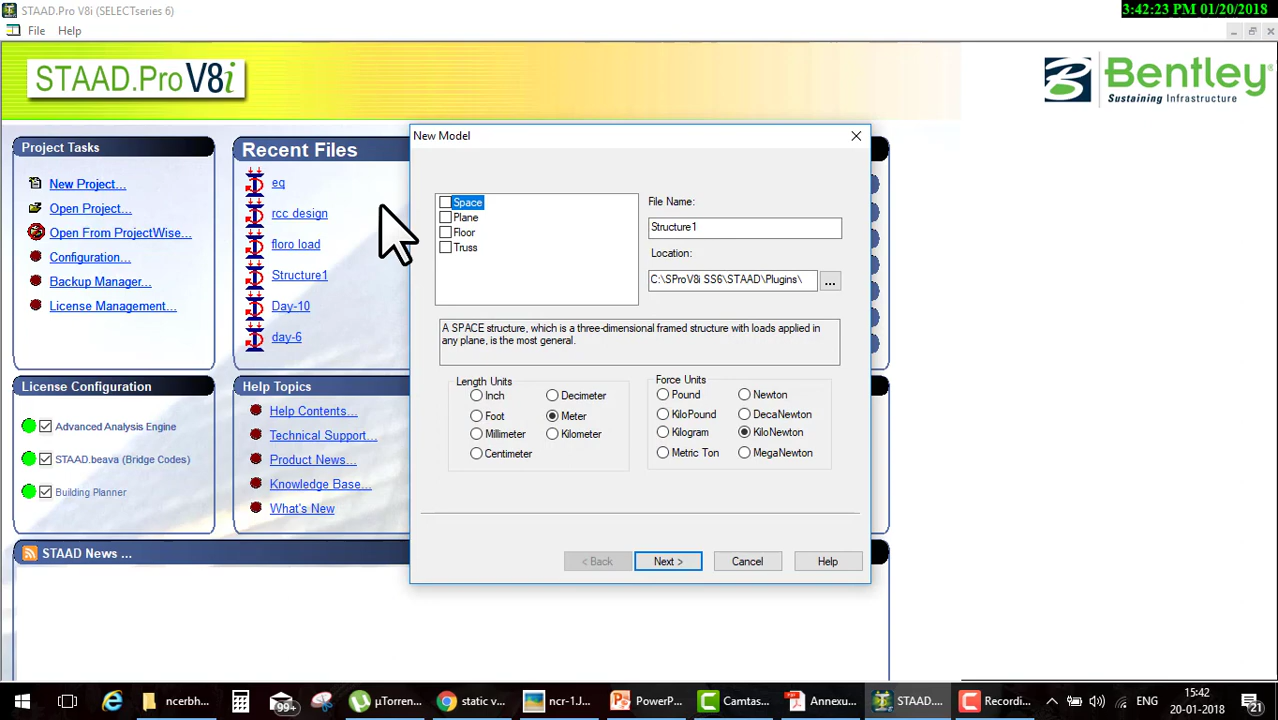 STAAD.Pro V8i (SELECTseries 6)
3:42:23 PM 01/20/2018
File Help
STAAD.Pro V8i
Bentley®
Sustaining Infrastructure
Project Tasks
New Project...
Open Project...
Open From ProjectWise...
Configuration...
Backup Manager...
License Management...
Recent Files
eq
rcc design
floro load
Structure1
Day-10
day-6
License Configuration
Advanced Analysis Engine
STAAD.beava (Bridge Codes)
Building Planner
Help Topics
Help Contents...
Technical Support...
Product News...
Knowledge Base...
What's New
STAAD News ...
New Model
Space
Plane
Floor
Truss
File Name:
Structure1
Location:
C:\SProV8i SS6\STAAD\Plugins\
...
A SPACE structure, which is a three-dimensional framed structure with loads applied in
any plane, is the most general.
Length Units
Inch Decimeter
Foot Meter
Millimeter Kilometer
Centimeter
Force Units
Pound Newton
KiloPound DecaNewton
Kilogram KiloNewton
Metric Ton MegaNewton
< Back Next > Cancel Help
ncerbh... 99+ µTorren... static v... ncr-1.J... PowerP... Camtas... Annexu... STAAD.... Recordi... ENG 15:42
20-01-2018
21